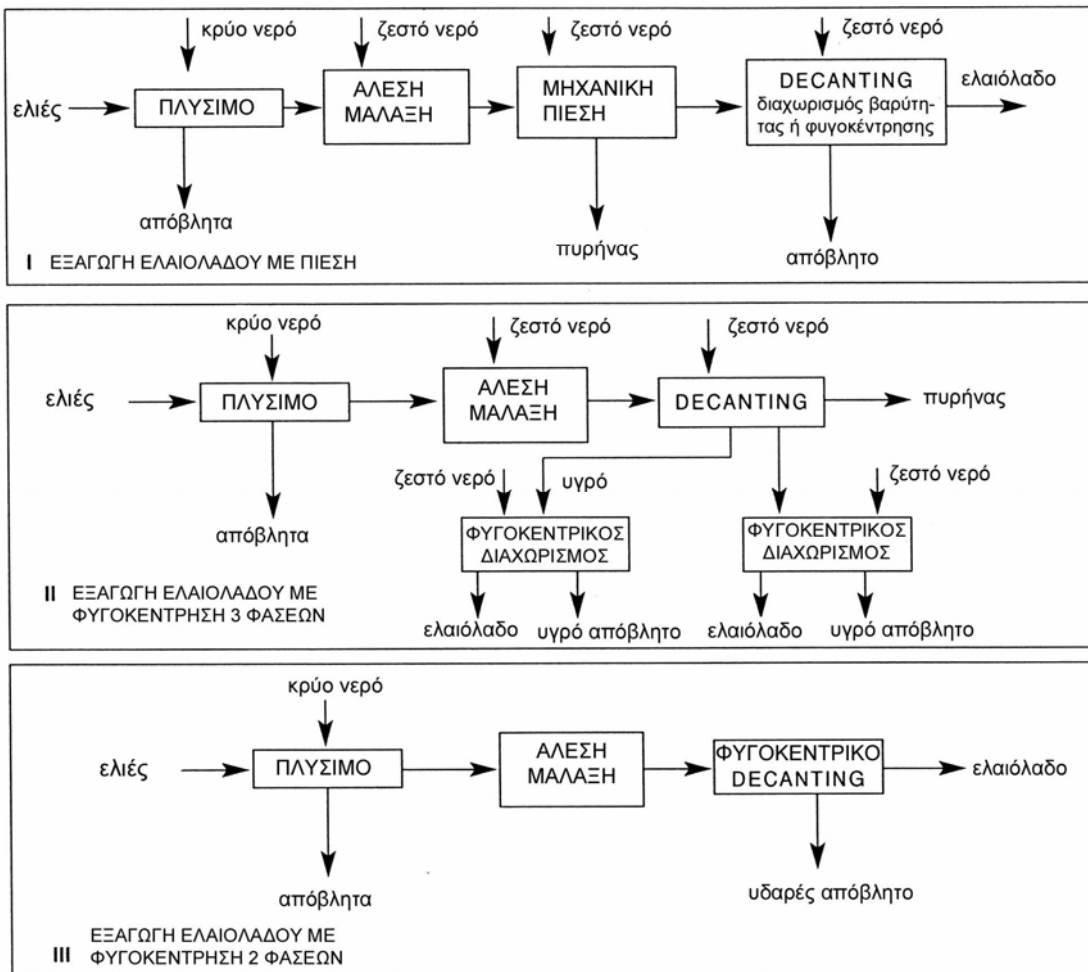 κρύο νερό
ζεστό νερό
ζεστό νερό
ζεστό νερό
ελιές
ΠΛΥΣΙΜΟ
ΑΛΕΣΗ
ΜΑΛΑΞΗ
ΜΗΧΑΝΙΚΗ
ΠΙΕΣΗ
DECANTING
διαχωρισμός βαρύτη-
τας ή φυγοκέντρησης
ελαιόλαδο
απόβλητα
πυρήνας
απόβλητο
I ΕΞΑΓΩΓΗ ΕΛΑΙΟΛΑΔΟΥ ΜΕ ΠΙΕΣΗ
κρύο νερό
ζεστό νερό
ζεστό νερό
ελιές
ΠΛΥΣΙΜΟ
ΑΛΕΣΗ
ΜΑΛΑΞΗ
DECANTING
πυρήνας
ζεστό νερό
υγρό
ζεστό νερό
απόβλητα
ΦΥΓΟΚΕΝΤΡΙΚΟΣ
ΔΙΑΧΩΡΙΣΜΟΣ
ΦΥΓΟΚΕΝΤΡΙΚΟΣ
ΔΙΑΧΩΡΙΣΜΟΣ
ελαιόλαδο
υγρό απόβλητο
ελαιόλαδο
υγρό απόβλητο
II ΕΞΑΓΩΓΗ ΕΛΑΙΟΛΑΔΟΥ ΜΕ
ΦΥΓΟΚΕΝΤΡΗΣΗ 3 ΦΑΣΕΩΝ
κρύο νερό
ελιές
ΠΛΥΣΙΜΟ
ΑΛΕΣΗ
ΜΑΛΑΞΗ
ΦΥΓΟΚΕΝΤΡΙΚΟ
DECANTING
ελαιόλαδο
απόβλητα
υδαρές απόβλητο
III ΕΞΑΓΩΓΗ ΕΛΑΙΟΛΑΔΟΥ ΜΕ
ΦΥΓΟΚΕΝΤΡΗΣΗ 2 ΦΑΣΕΩΝ